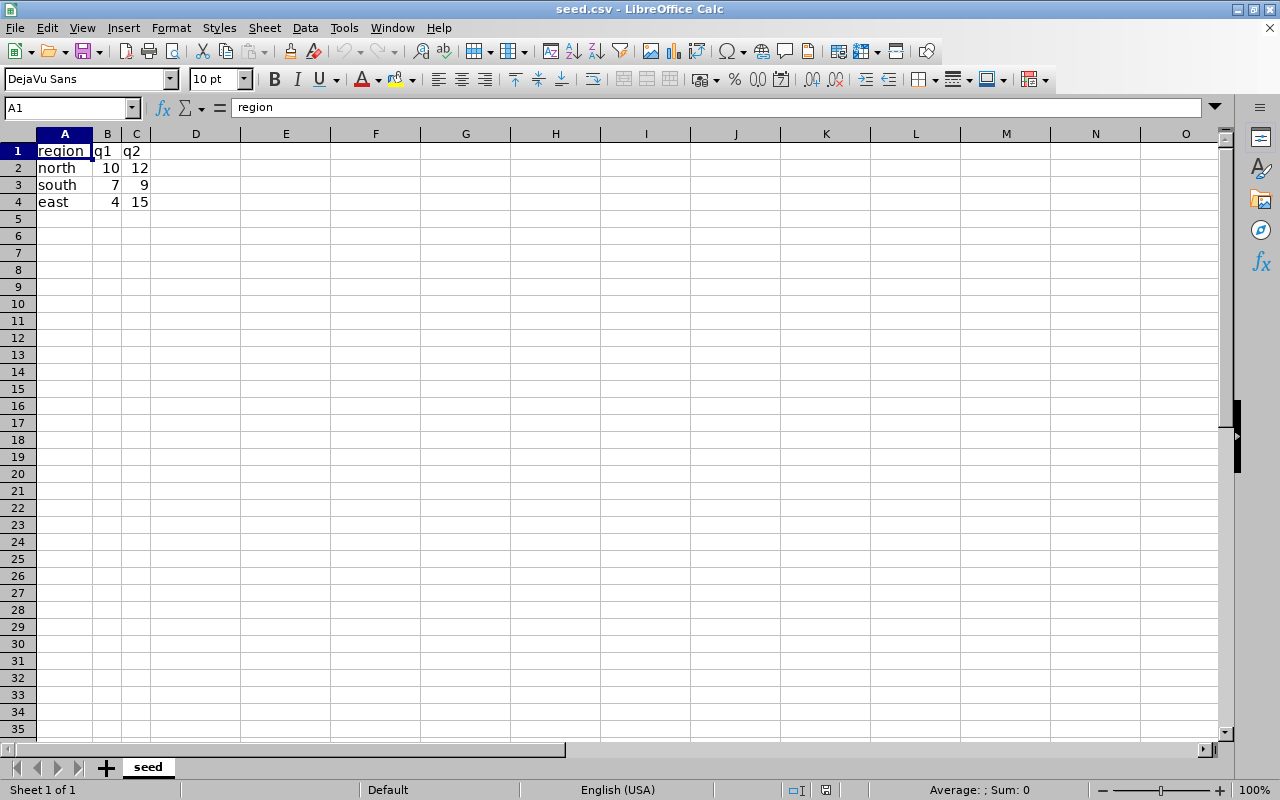 seed.csv - LibreOffice Calc
File Edit View Insert Format Styles Sheet Data Tools Window Help
DejaVu Sans 10 pt
A1 region
A B C D E F G H I J K L M N O
1 region q1 q2
2 north 10 12
3 south 7 9
4 east 4 15
5
6
7
8
9
10
11
12
13
14
15
16
17
18
19
20
21
22
23
24
25
26
27
28
29
30
31
32
33
34
35
seed
Sheet 1 of 1 Default English (USA) Average: ; Sum: 0 100%